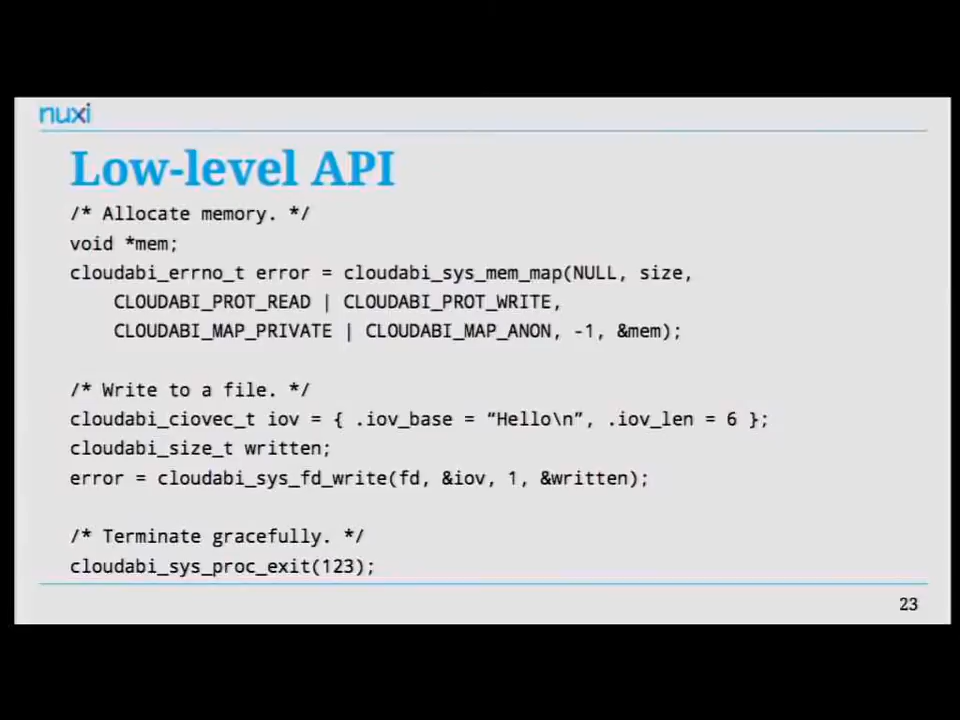 nuxi
Low-level API
/* Allocate memory. */
void *mem;
cloudabi_errno_t error = cloudabi_sys_mem_map(NULL, size,
    CLOUDABI_PROT_READ | CLOUDABI_PROT_WRITE,
    CLOUDABI_MAP_PRIVATE | CLOUDABI_MAP_ANON, -1, &mem);
/* Write to a file. */
cloudabi_ciovec_t iov = { .iov_base = “Hello\n”, .iov_len = 6 };
cloudabi_size_t written;
error = cloudabi_sys_fd_write(fd, &iov, 1, &written);
/* Terminate gracefully. */
cloudabi_sys_proc_exit(123);
23